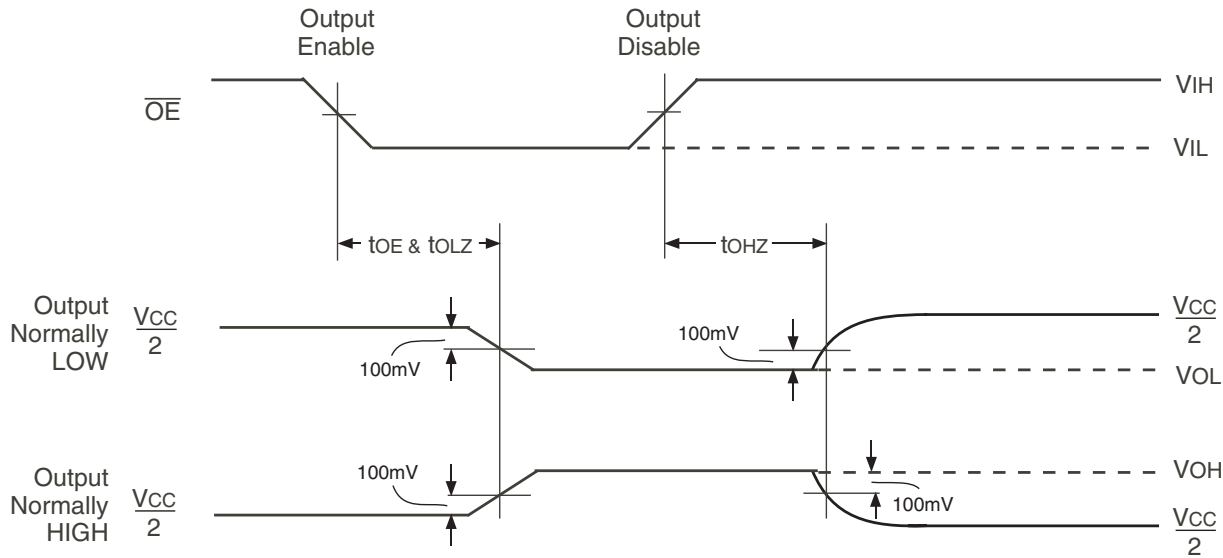 Output
Enable
Output
Disable
OE
VIH
VIL
tOE & tOLZ
tOHZ
Output
Normally
LOW
VCC
2
100mV
100mV
VCC
2
VOL
Output
Normally
HIGH
VCC
2
100mV
VOH
100mV
VCC
2